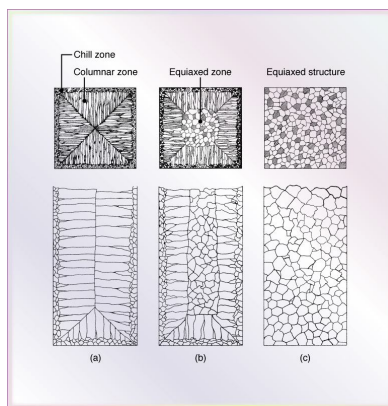 Chill zone
Columnar zone
Equiaxed zone
Equiaxed structure
(a)
(b)
(c)